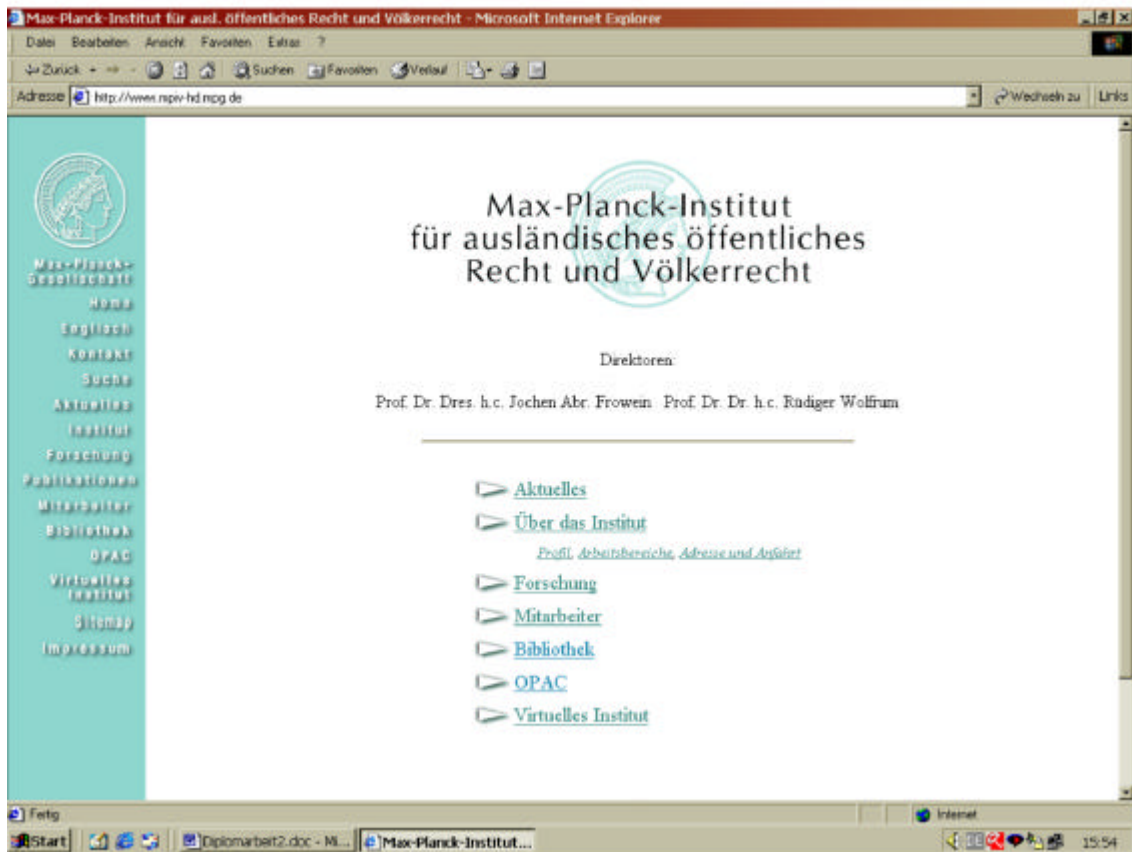 Max-Planck-Institut für ausl. öffentliches Recht und Völkerrecht - Microsoft Internet Explorer
Datei Bearbeiten Ansicht Favoriten Extras ?
Zurück Suchen Favoriten Verlauf
Adresse http://www.mpiv-hd.mpg.de Wechseln zu Links
Max-Planck-
Gesellschaft
Home
Englisch
Kontakt
Suche
Aktuelles
Institut
Forschung
Publikationen
Mitarbeiter
Bibliothek
OPAC
Virtuelles
Institut
Sitemap
Impressum
Max-Planck-Institut
für ausländisches öffentliches
Recht und Völkerrecht
Direktoren:
Prof. Dr. Dres. h.c. Jochen Abr. Frowein Prof. Dr. Dr. h.c. Rüdiger Wolfrum
Aktuelles
Über das Institut
Profil, Arbeitsbereiche, Adresse und Anfahrt
Forschung
Mitarbeiter
Bibliothek
OPAC
Virtuelles Institut
Fertig Internet
Start Diplomarbeit2.doc - Mi... Max-Planck-Institut... 15:54